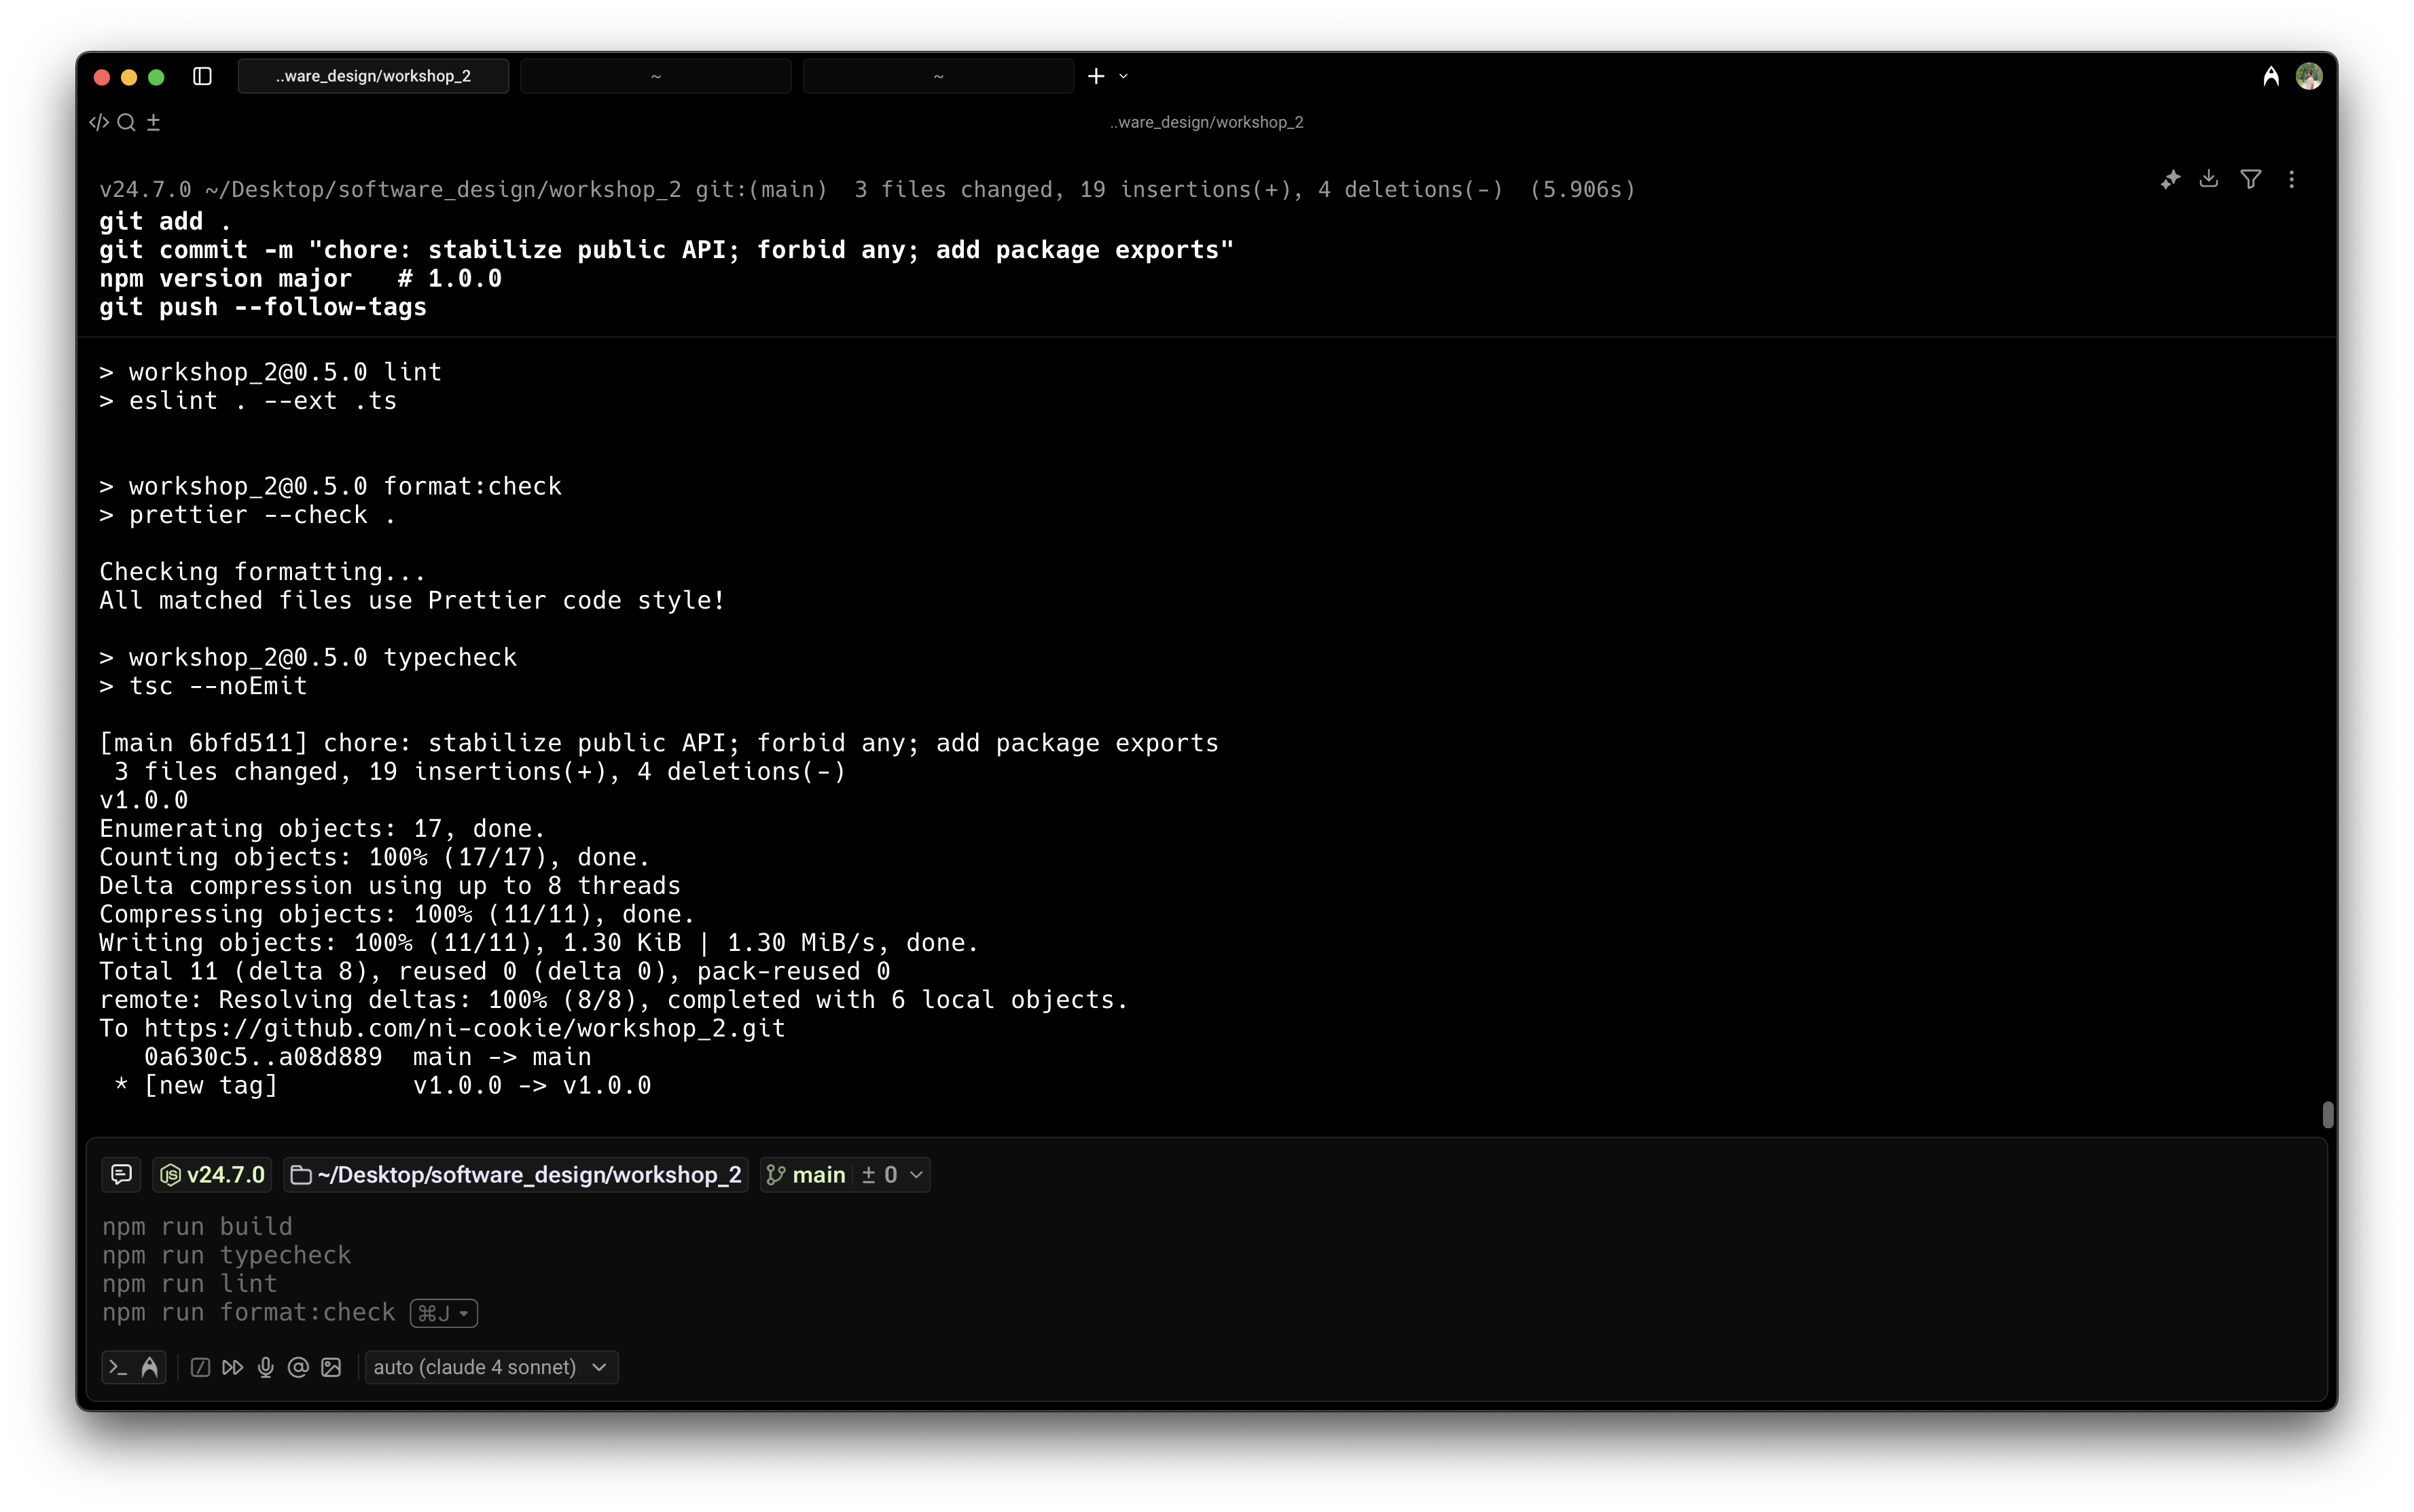 ..ware_design/workshop_2
~
~
..ware_design/workshop_2
v24.7.0 ~/Desktop/software_design/workshop_2 git:(main)  3 files changed, 19 insertions(+), 4 deletions(-)  (5.906s)
git add .
git commit -m "chore: stabilize public API; forbid any; add package exports"
npm version major   # 1.0.0
git push --follow-tags
> workshop_2@0.5.0 lint
> eslint . --ext .ts
> workshop_2@0.5.0 format:check
> prettier --check .
Checking formatting...
All matched files use Prettier code style!
> workshop_2@0.5.0 typecheck
> tsc --noEmit
[main 6bfd511] chore: stabilize public API; forbid any; add package exports
 3 files changed, 19 insertions(+), 4 deletions(-)
v1.0.0
Enumerating objects: 17, done.
Counting objects: 100% (17/17), done.
Delta compression using up to 8 threads
Compressing objects: 100% (11/11), done.
Writing objects: 100% (11/11), 1.30 KiB | 1.30 MiB/s, done.
Total 11 (delta 8), reused 0 (delta 0), pack-reused 0
remote: Resolving deltas: 100% (8/8), completed with 6 local objects.
To https://github.com/ni-cookie/workshop_2.git
   0a630c5..a08d889  main -> main
 * [new tag]         v1.0.0 -> v1.0.0
v24.7.0 ~/Desktop/software_design/workshop_2 main ± 0
npm run build
npm run typecheck
npm run lint
npm run format:check ⌘J
auto (claude 4 sonnet)